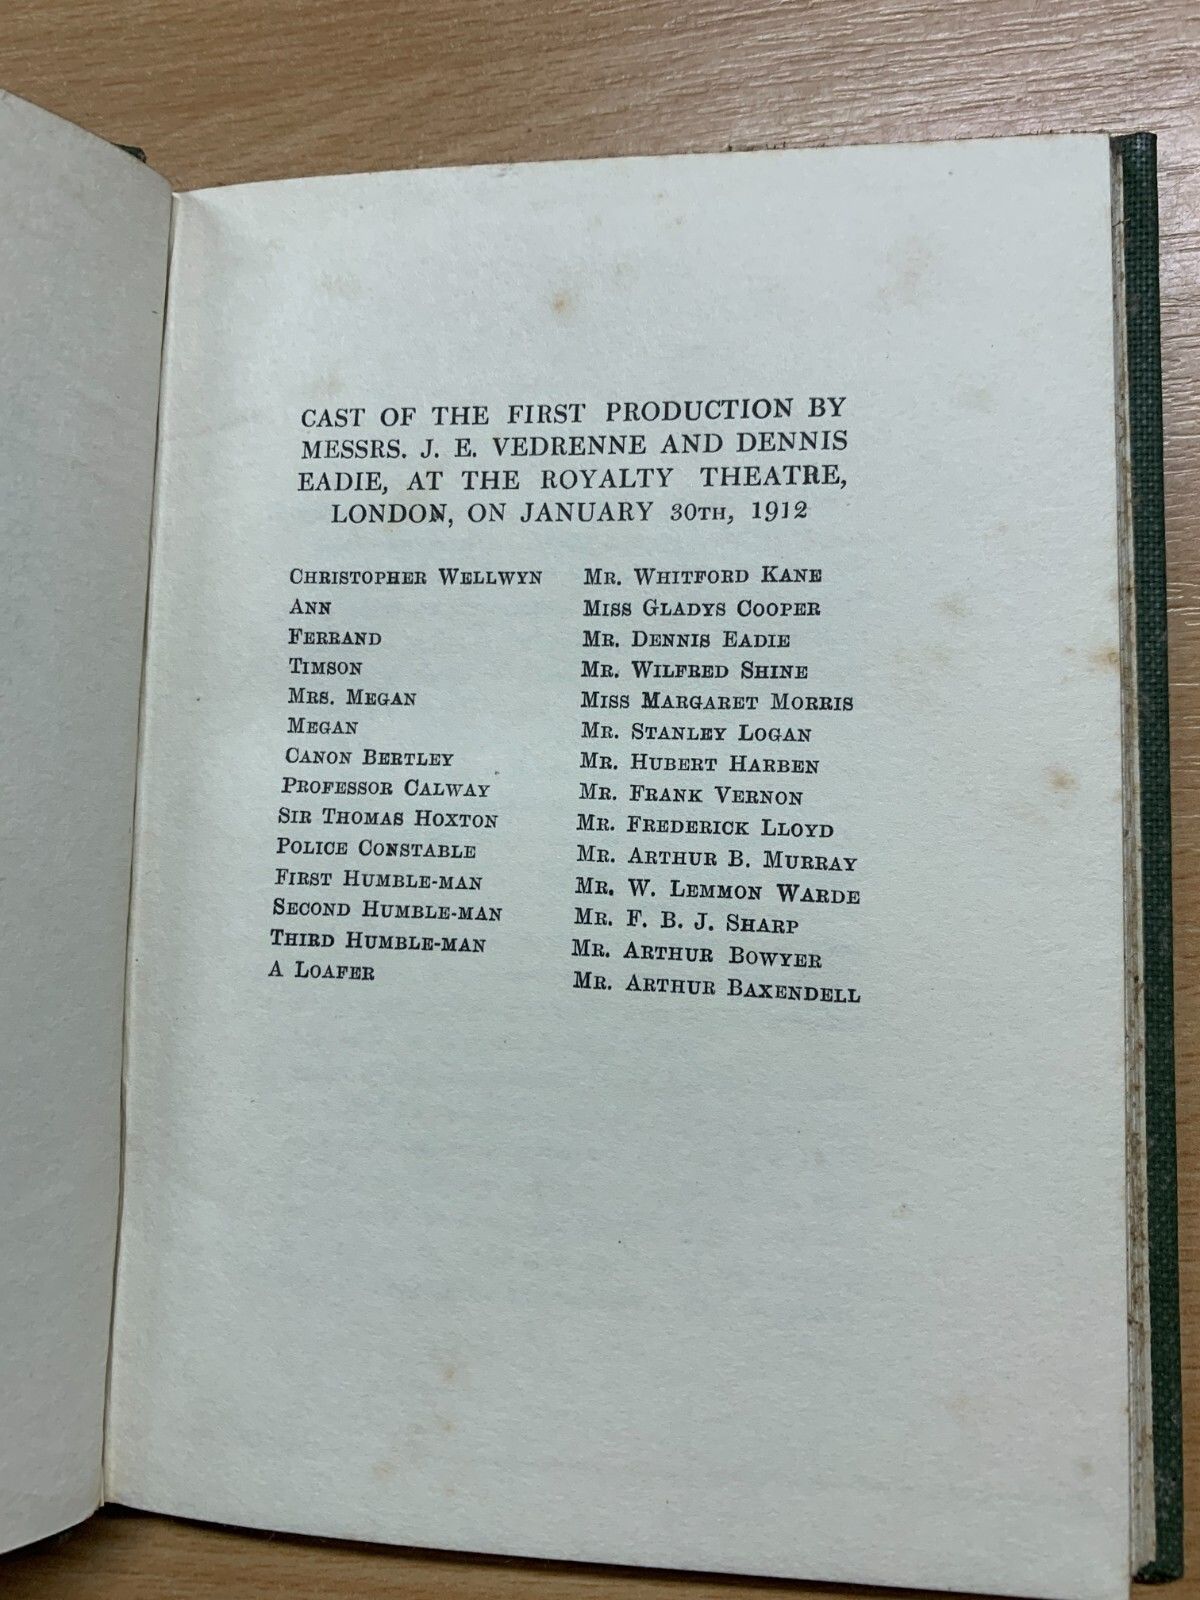 CAST OF THE FIRST PRODUCTION BY
MESSRS. J. E. VEDRENNE AND DENNIS
EADIE, AT THE ROYALTY THEATRE,
LONDON, ON JANUARY 30TH, 1912
CHRISTOPHER WELLWYN MR. WHITFORD KANE
ANN MISS GLADYS COOPER
FERRAND MR. DENNIS EADIE
TIMSON MR. WILFRED SHINE
MRS. MEGAN MISS MARGARET MORRIS
MEGAN MR. STANLEY LOGAN
CANON BERTLEY MR. HUBERT HARBEN
PROFESSOR CALWAY MR. FRANK VERNON
SIR THOMAS HOXTON MR. FREDERICK LLOYD
POLICE CONSTABLE MR. ARTHUR B. MURRAY
FIRST HUMBLE-MAN MR. W. LEMMON WARDE
SECOND HUMBLE-MAN MR. F. B. J. SHARP
THIRD HUMBLE-MAN MR. ARTHUR BOWYER
A LOAFER MR. ARTHUR BAXENDELL